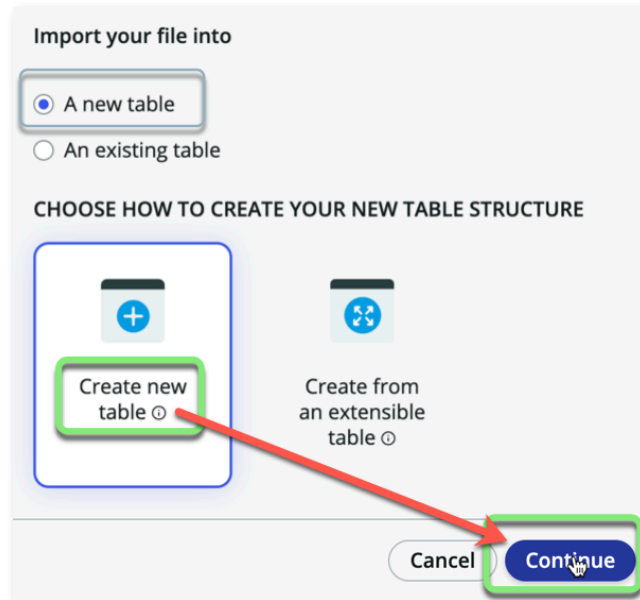 Import your file into
A new table
An existing table
CHOOSE HOW TO CREATE YOUR NEW TABLE STRUCTURE
Create new
table
Create from
an extensible
table
Cancel
Continue